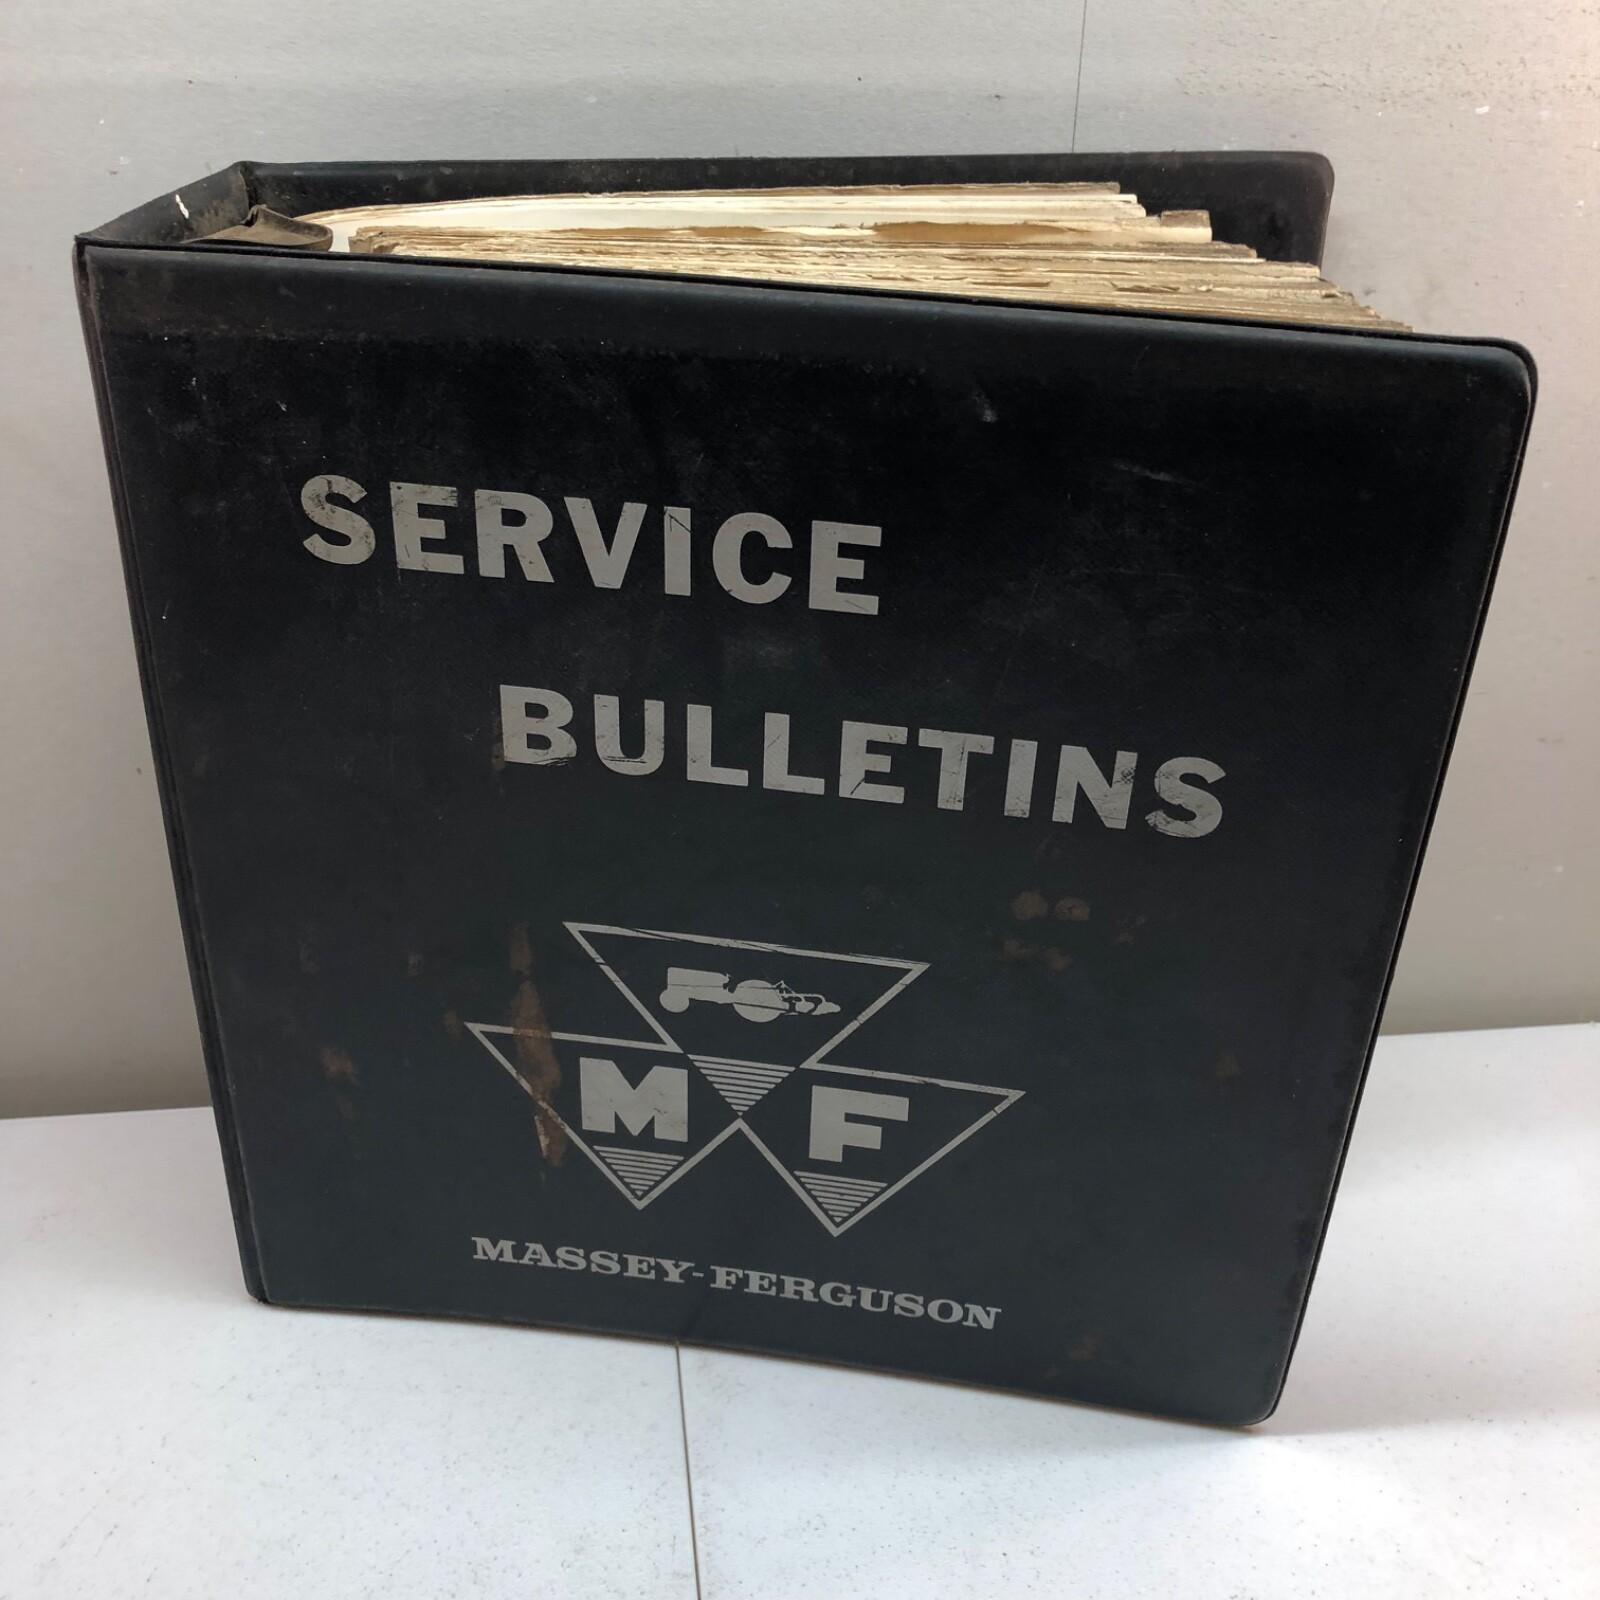 SERVICE
BULLETINS
M F
MASSEY-FERGUSON